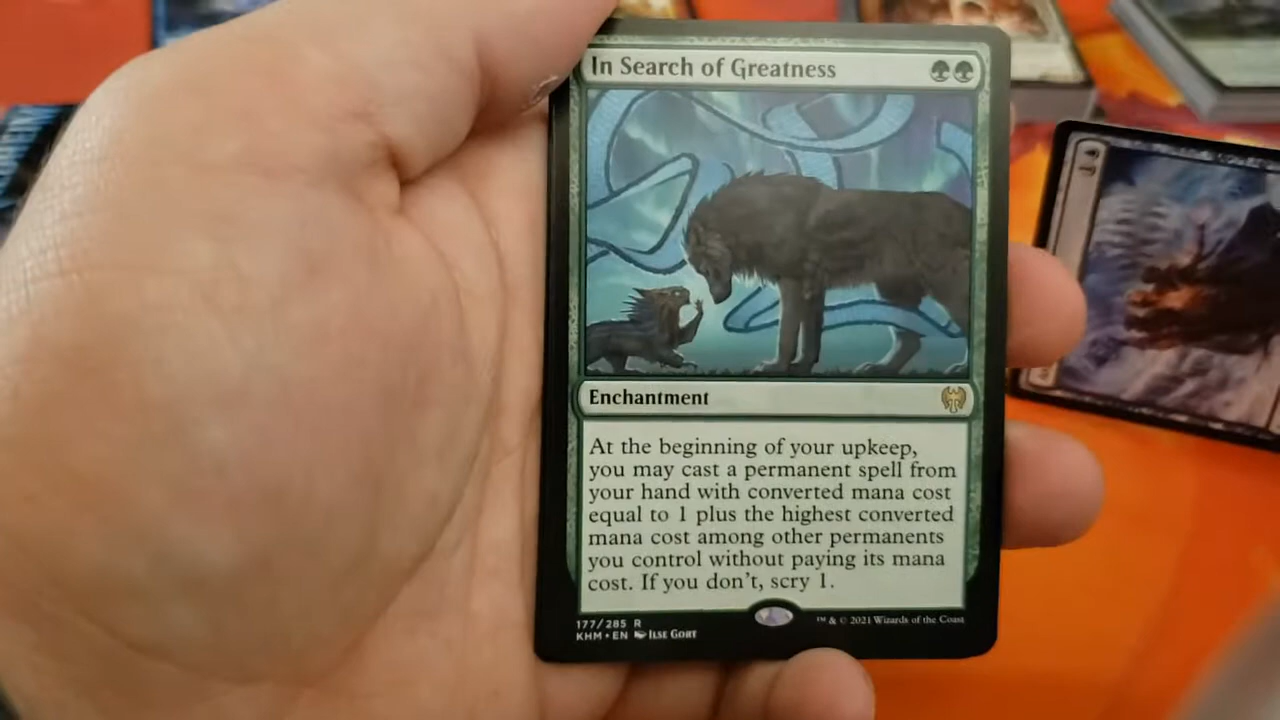 In Search of Greatness
Enchantment
At the beginning of your upkeep,
you may cast a permanent spell from
your hand with converted mana cost
equal to 1 plus the highest converted
mana cost among other permanents
you control without paying its mana
cost. If you don't, scry 1.
177/285 R
KHM • EN Ilse Gort
™ & © 2021 Wizards of the Coast